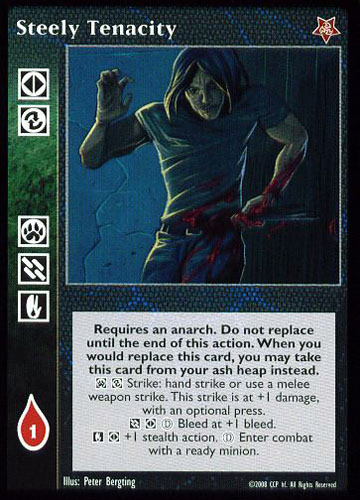 Steely Tenacity
Requires an anarch. Do not replace
until the end of this action. When you
would replace this card, you may take
this card from your ash heap instead.
Strike: hand strike or use a melee
weapon strike. This strike is at +1 damage,
with an optional press.
Bleed at +1 bleed.
+1 stealth action. Enter combat
with a ready minion.
1
Illus: Peter Bergting
©2008 CCP hf. All Rights Reserved